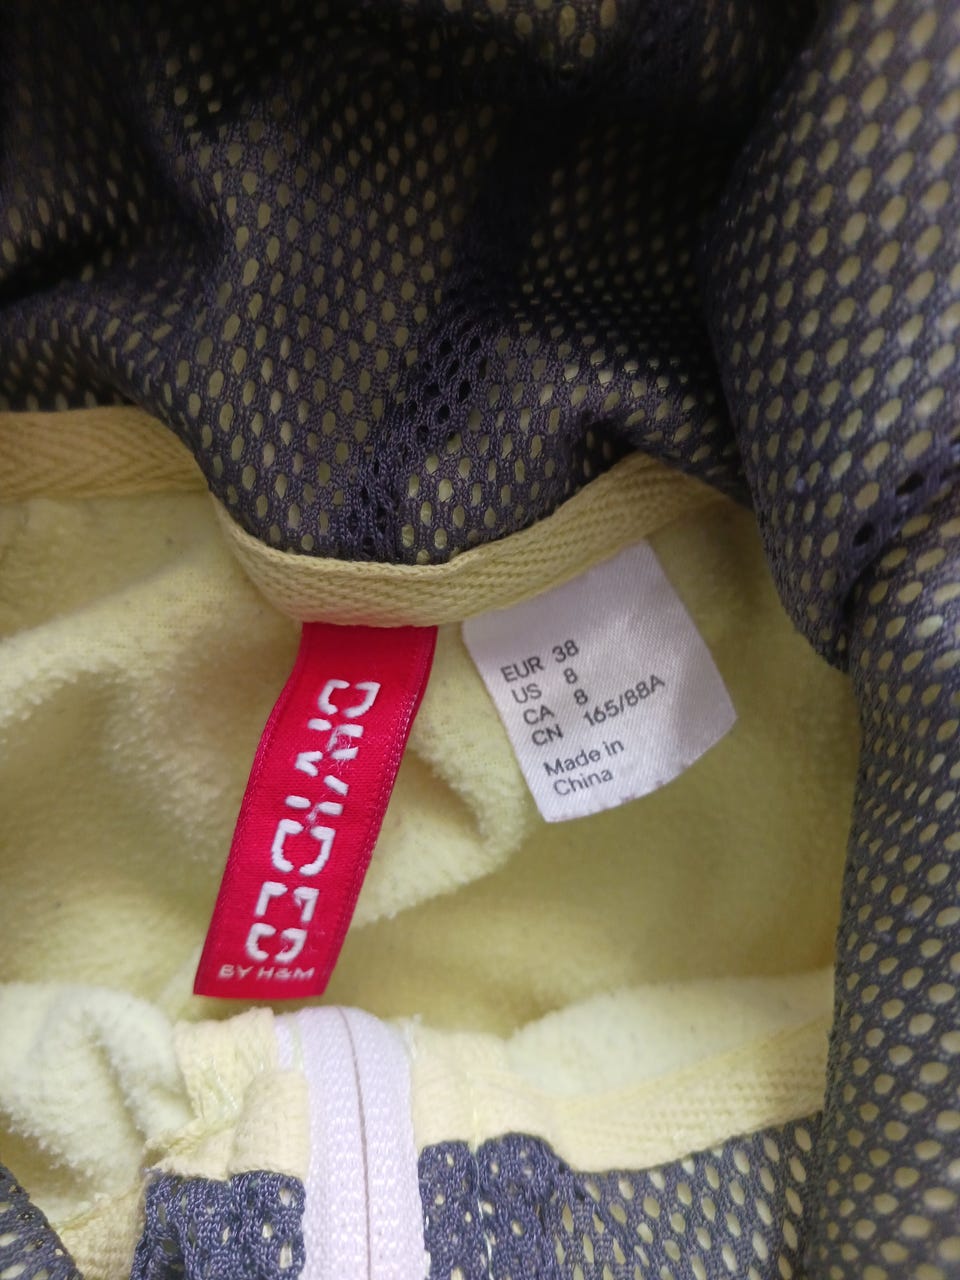 DIVIDED
BY H&M
EUR 38
US 8
CA 8
CN 165/88A
Made in
China